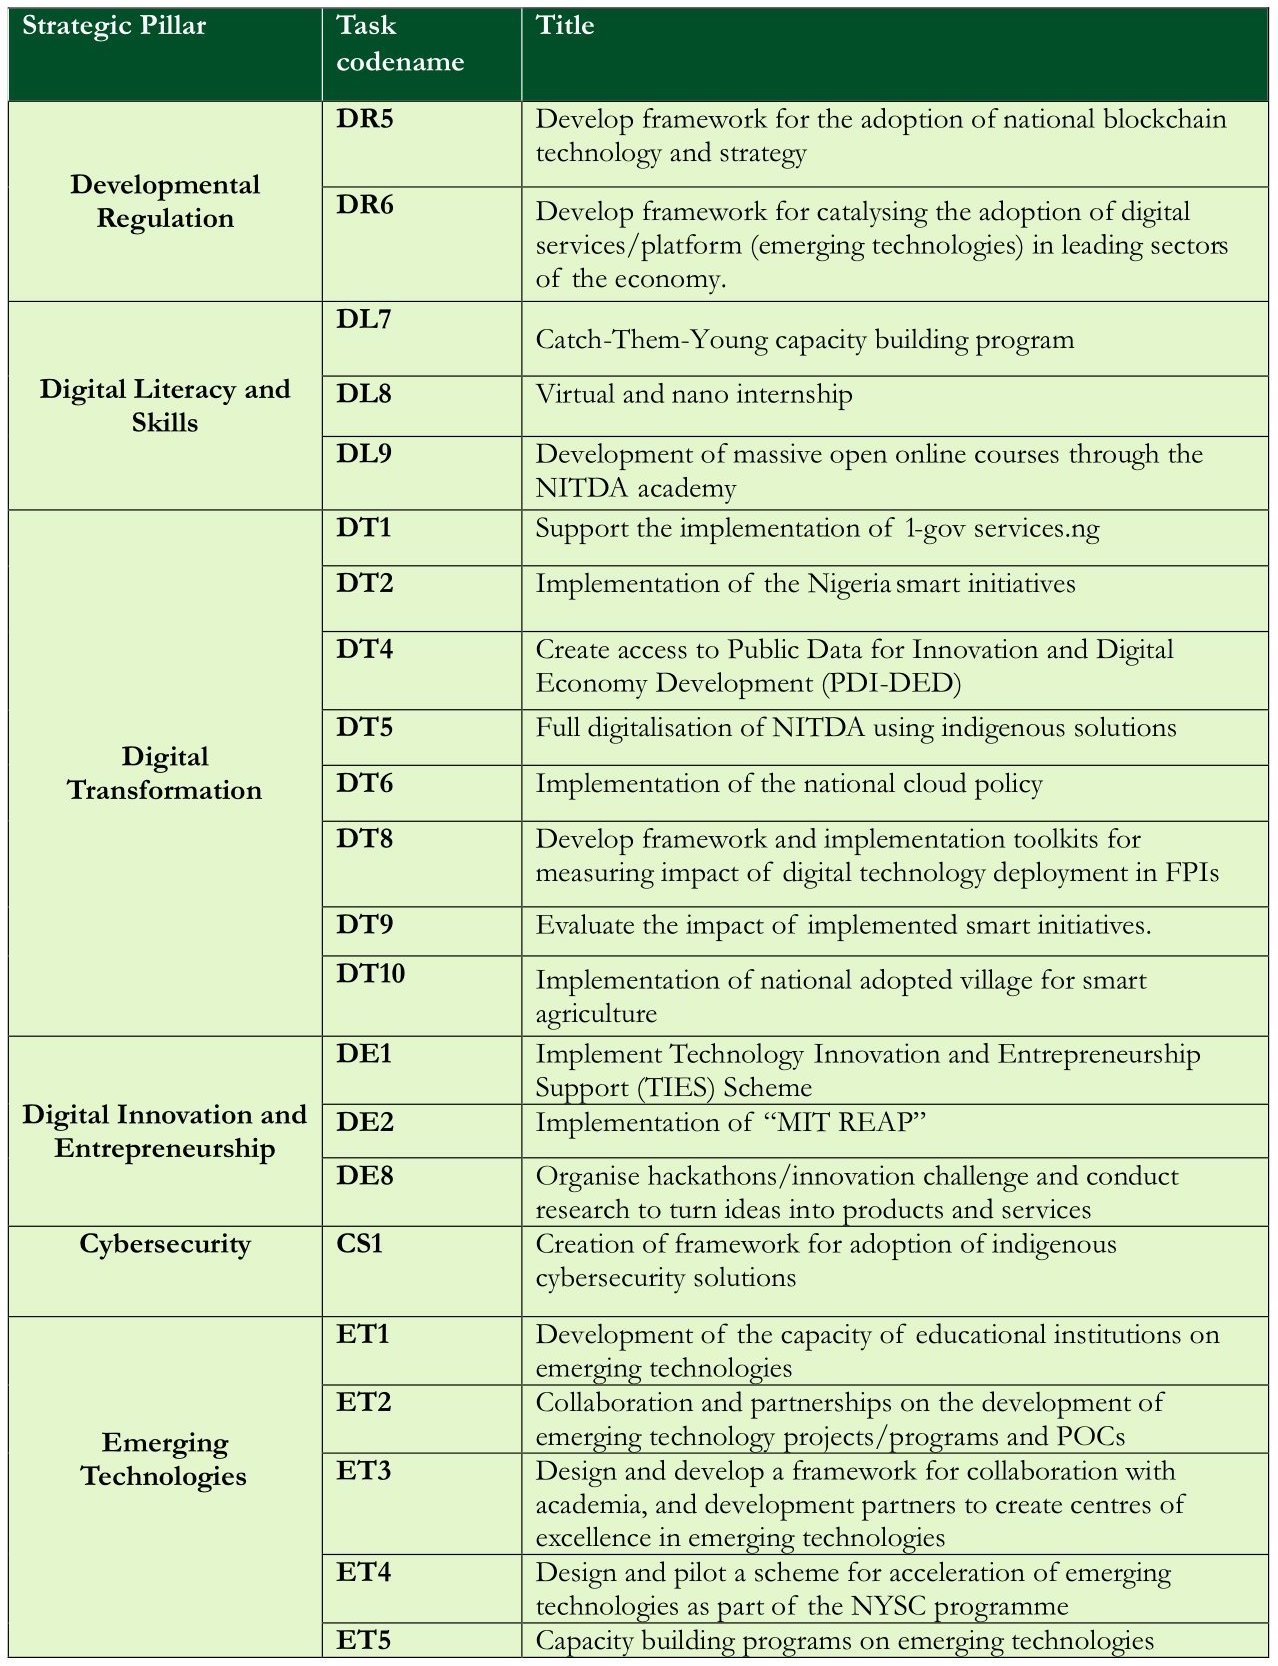 Strategic Pillar
Task
codename
Title
Developmental
Regulation
DR5
Develop framework for the adoption of national blockchain
technology and strategy
DR6
Develop framework for catalysing the adoption of digital
services/platform (emerging technologies) in leading sectors
of the economy.
Digital Literacy and
Skills
DL7
Catch-Them-Young capacity building program
DL8
Virtual and nano internship
DL9
Development of massive open online courses through the
NITDA academy
Digital
Transformation
DT1
Support the implementation of 1-gov services.ng
DT2
Implementation of the Nigeria smart initiatives
DT4
Create access to Public Data for Innovation and Digital
Economy Development (PDI-DED)
DT5
Full digitalisation of NITDA using indigenous solutions
DT6
Implementation of the national cloud policy
DT8
Develop framework and implementation toolkits for
measuring impact of digital technology deployment in FPIs
DT9
Evaluate the impact of implemented smart initiatives.
DT10
Implementation of national adopted village for smart
agriculture
Digital Innovation and
Entrepreneurship
DE1
Implement Technology Innovation and Entrepreneurship
Support (TIES) Scheme
DE2
Implementation of “MIT REAP”
DE8
Organise hackathons/innovation challenge and conduct
research to turn ideas into products and services
Cybersecurity
CS1
Creation of framework for adoption of indigenous
cybersecurity solutions
Emerging
Technologies
ET1
Development of the capacity of educational institutions on
emerging technologies
ET2
Collaboration and partnerships on the development of
emerging technology projects/programs and POCs
ET3
Design and develop a framework for collaboration with
academia, and development partners to create centres of
excellence in emerging technologies
ET4
Design and pilot a scheme for acceleration of emerging
technologies as part of the NYSC programme
ET5
Capacity building programs on emerging technologies